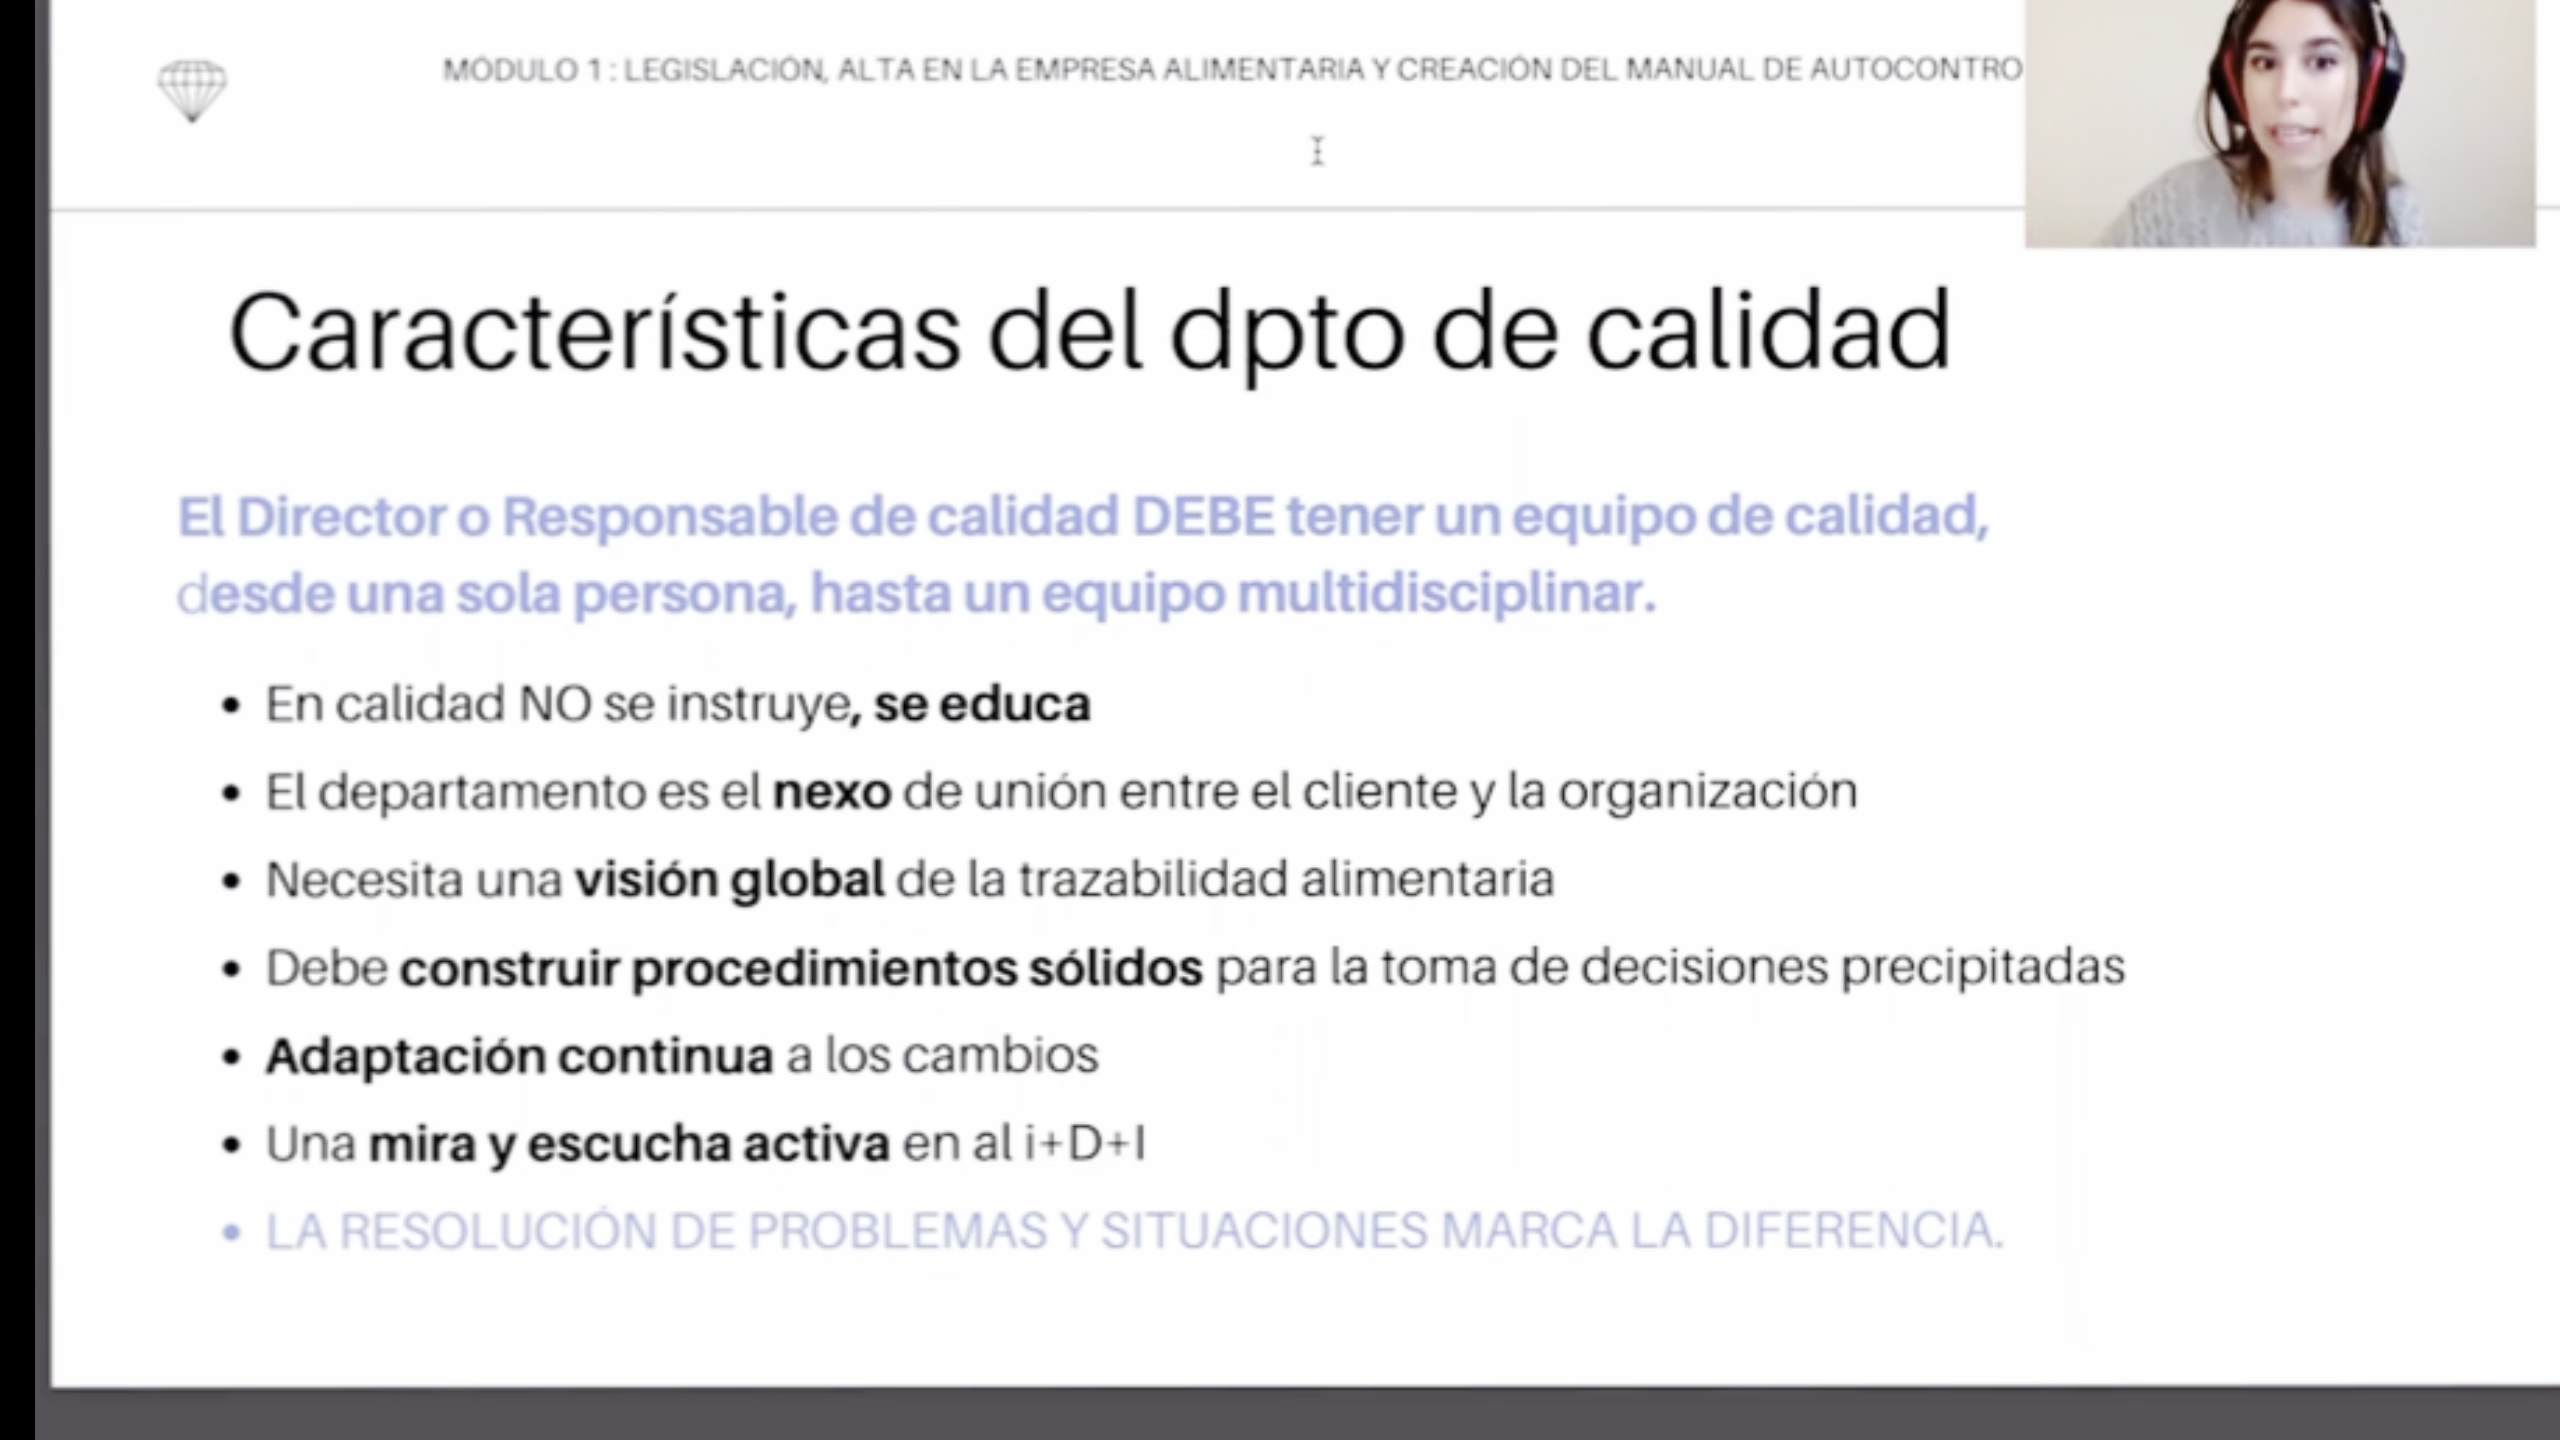 MÓDULO 1 : LEGISLACIÓN, ALTA EN LA EMPRESA ALIMENTARIA Y CREACIÓN DEL MANUAL DE AUTOCONTRO
Características del dpto de calidad
El Director o Responsable de calidad DEBE tener un equipo de calidad,
desde una sola persona, hasta un equipo multidisciplinar.
• En calidad NO se instruye, se educa
• El departamento es el nexo de unión entre el cliente y la organización
• Necesita una visión global de la trazabilidad alimentaria
• Debe construir procedimientos sólidos para la toma de decisiones precipitadas
• Adaptación continua a los cambios
• Una mira y escucha activa en al i+D+I
• LA RESOLUCIÓN DE PROBLEMAS Y SITUACIONES MARCA LA DIFERENCIA.